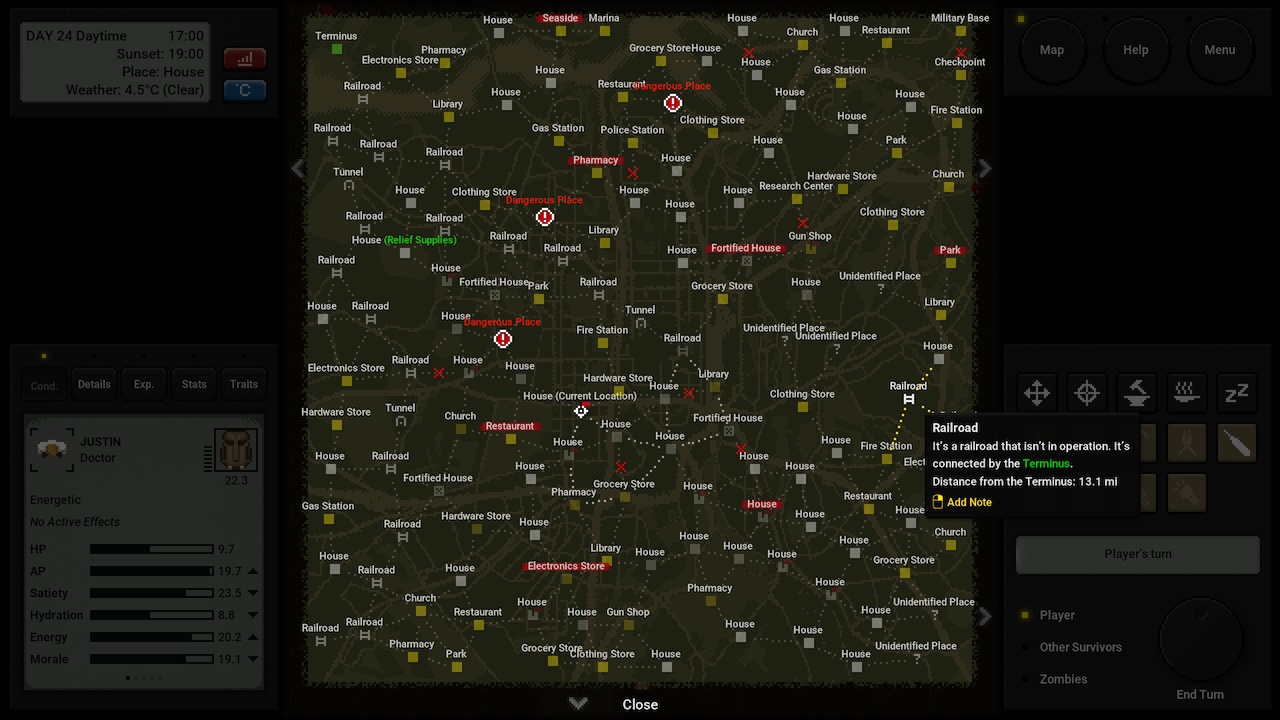 DAY 24 Daytime 17:00
Sunset: 19:00
Place: House
Weather: 4.5°C (Clear)
°C
Map
Help
Menu
House
Seaside
Marina
House
House
Military Base
Terminus
Church
Restaurant
Pharmacy
Grocery Store
House
Electronics Store
House
Checkpoint
House
Gas Station
Railroad
Restaurant
Dangerous Place
House
House
House
Library
Fire Station
House
Clothing Store
Railroad
Gas Station
Police Station
Railroad
House
Park
Railroad
Pharmacy
House
Tunnel
Hardware Store
Church
House
Clothing Store
House
House
Research Center
Dangerous Place
House
Railroad
Railroad
Clothing Store
House (Relief Supplies)
Railroad
Library
Gun Shop
Railroad
House
Fortified House
Park
Railroad
House
Unidentified Place
Fortified House
Park
Railroad
Grocery Store
House
House
Railroad
Tunnel
Library
House
Dangerous Place
Fire Station
Unidentified Place
Unidentified Place
Railroad
House
Electronics Store
Railroad
House
House
Hardware Store
House
Library
Railroad
House (Current Location)
Clothing Store
Hardware Store
Tunnel
Church
Restaurant
House
Fortified House
House
House
House
Fire Station
House
Railroad
House
House
House
Fortified House
Pharmacy
Grocery Store
House
Restaurant
Gas Station
House
House
Hardware Store
House
House
Railroad
House
House
Church
House
Library
House
House
House
Grocery Store
Railroad
House
Electronics Store
House
Pharmacy
Church
Restaurant
House
House
Gun Shop
House
Unidentified Place
Railroad
Railroad
House
House
Pharmacy
Park
Grocery Store
Clothing Store
House
House
Unidentified Place
Close
Railroad
It's a railroad that isn't in operation. It's
connected by the Terminus.
Distance from the Terminus: 13.1 mi
Add Note
Cond.
Details
Exp.
Stats
Traits
JUSTIN
Doctor
22.3
Energetic
No Active Effects
HP 9.7
AP 19.7
Satiety 23.5
Hydration 8.8
Energy 20.2
Morale 19.1
zZ
Player's turn
Player
Other Survivors
Zombies
End Turn